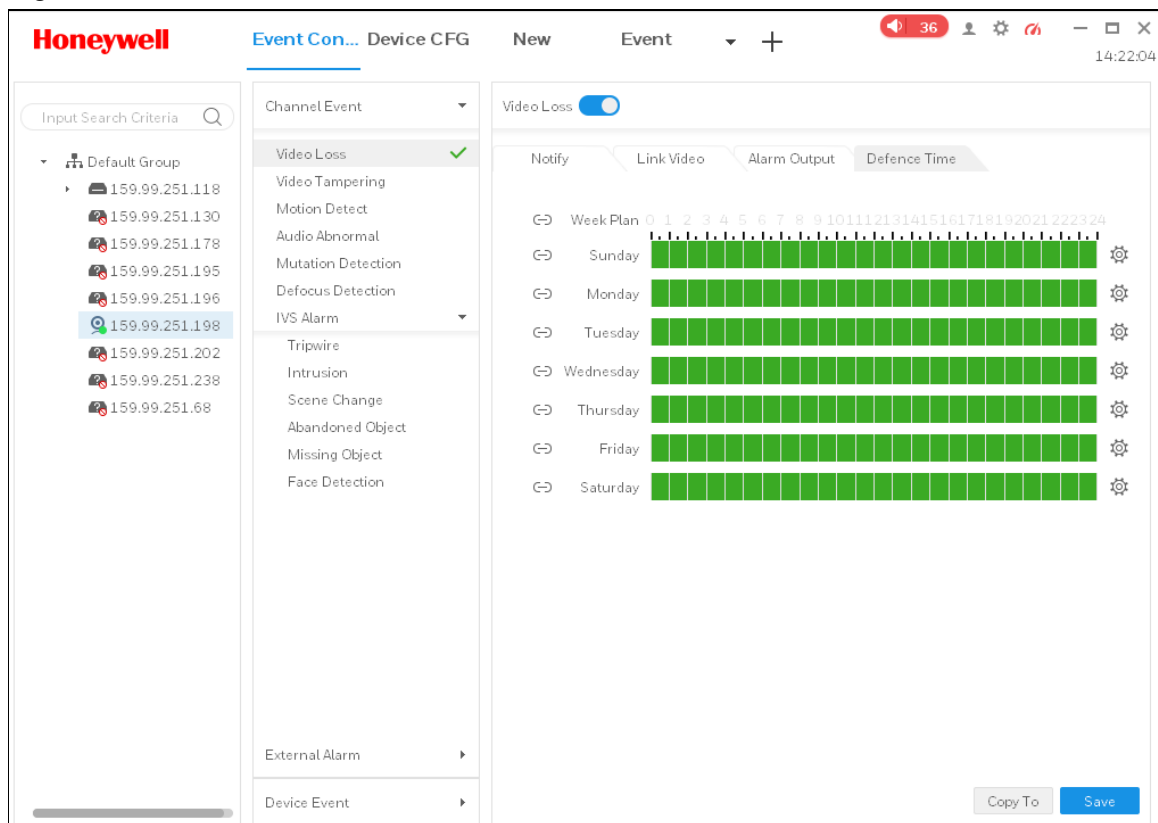 Honeywell
Event Con... Device CFG New Event
36
14:22:04
Input Search Criteria
Default Group
159.99.251.118
159.99.251.130
159.99.251.178
159.99.251.195
159.99.251.196
159.99.251.198
159.99.251.202
159.99.251.238
159.99.251.68
Channel Event
Video Loss
Video Tampering
Motion Detect
Audio Abnormal
Mutation Detection
Defocus Detection
IVS Alarm
Tripwire
Intrusion
Scene Change
Abandoned Object
Missing Object
Face Detection
External Alarm
Device Event
Video Loss
Notify Link Video Alarm Output Defence Time
Week Plan 0 1 2 3 4 5 6 7 8 9 10 11 12 13 14 15 16 17 18 19 20 21 22 23 24
Sunday
Monday
Tuesday
Wednesday
Thursday
Friday
Saturday
Copy To Save